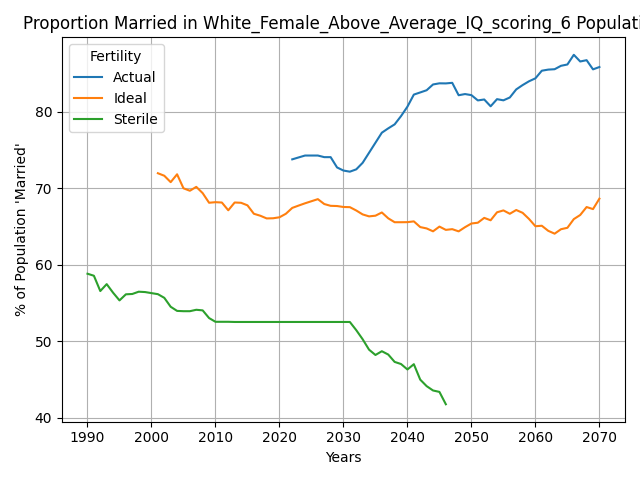 Proportion Married in White_Female_Above_Average_IQ_scoring_6 Populati
Fertility
Actual
Ideal
Sterile
% of Population 'Married'
80
70
60
50
40
1990 2000 2010 2020 2030 2040 2050 2060 2070
Years